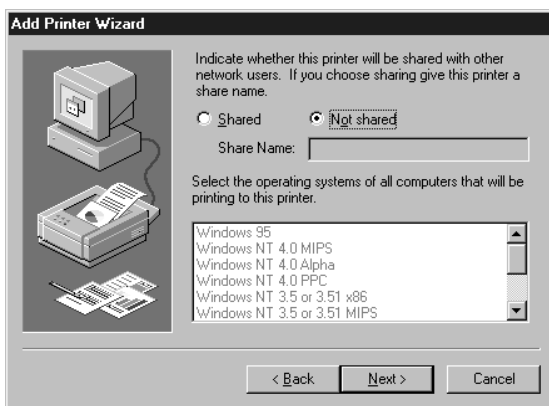 Add Printer Wizard
Indicate whether this printer will be shared with other
network users. If you choose sharing give this printer a
share name.
Shared Not shared
Share Name:
Select the operating systems of all computers that will be
printing to this printer.
Windows 95
Windows NT 4.0 MIPS
Windows NT 4.0 Alpha
Windows NT 4.0 PPC
Windows NT 3.5 or 3.51 x86
Windows NT 3.5 or 3.51 MIPS
< Back Next > Cancel